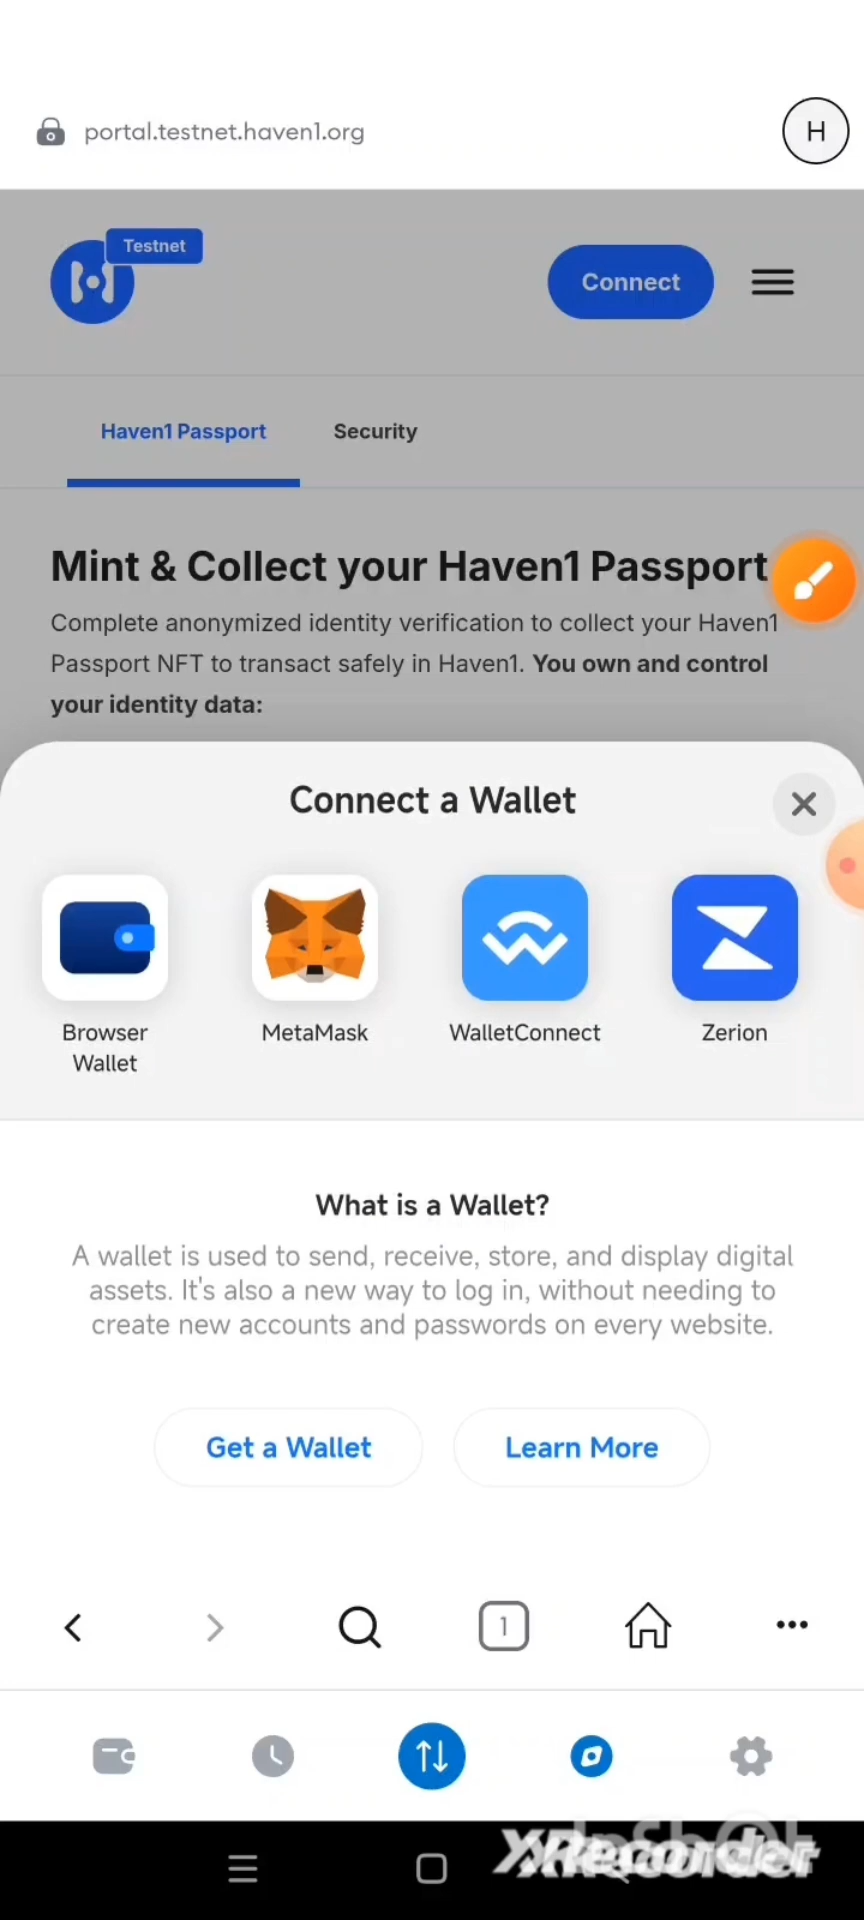 portal.testnet.haven1.org
H
Testnet
Connect
Haven1 Passport
Security
Mint & Collect your Haven1 Passport
Complete anonymized identity verification to collect your Haven1
Passport NFT to transact safely in Haven1. You own and control
your identity data:
Connect a Wallet
Browser
Wallet
MetaMask
WalletConnect
Zerion
What is a Wallet?
A wallet is used to send, receive, store, and display digital
assets. It's also a new way to log in, without needing to
create new accounts and passwords on every website.
Get a Wallet
Learn More
1
XRecorder